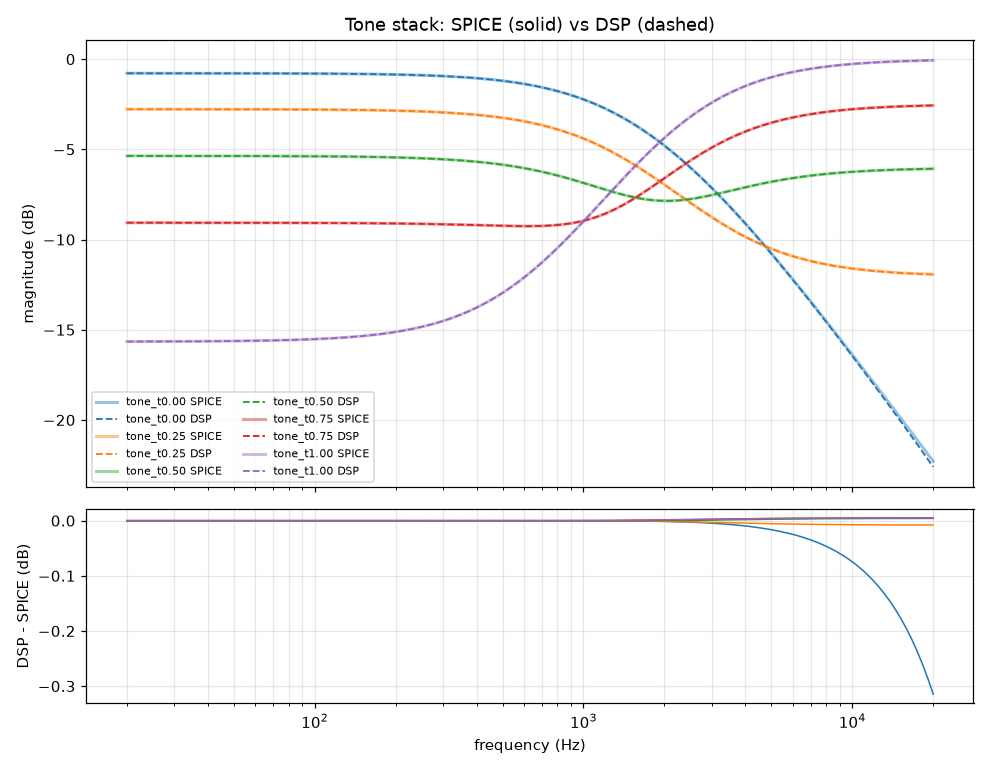 Tone stack: SPICE (solid) vs DSP (dashed)
0
−5
−10
−15
−20
magnitude (dB)
tone_t0.00 SPICE
tone_t0.00 DSP
tone_t0.25 SPICE
tone_t0.25 DSP
tone_t0.50 SPICE
tone_t0.50 DSP
tone_t0.75 SPICE
tone_t0.75 DSP
tone_t1.00 SPICE
tone_t1.00 DSP
0.0
−0.1
−0.2
−0.3
DSP - SPICE (dB)
10² 10³ 10⁴
frequency (Hz)